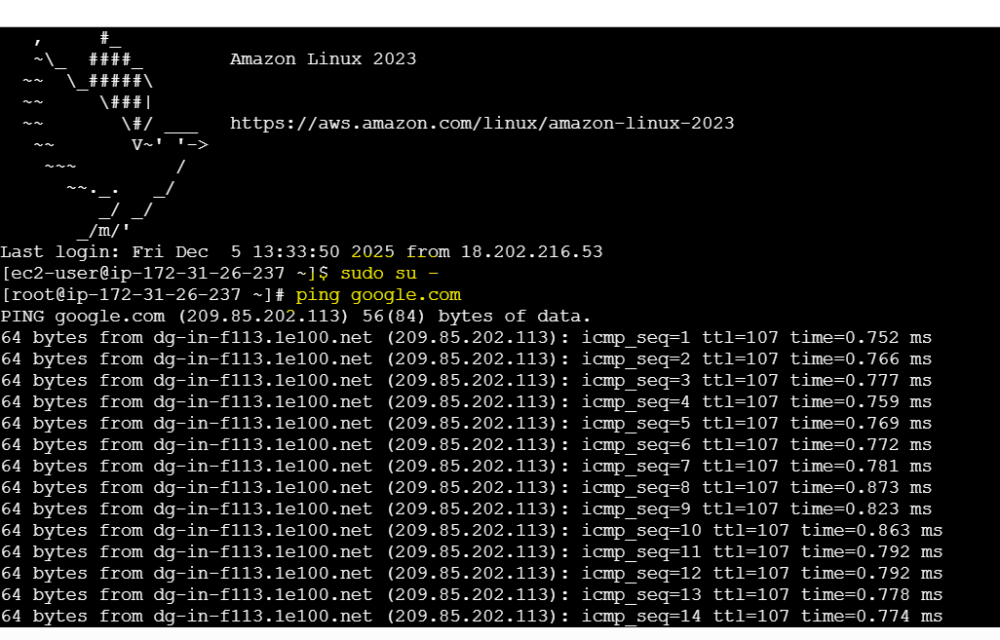 ,     #_
   ~\_  ####_        Amazon Linux 2023
  ~~  \_#####\
  ~~     \###|
  ~~       \#/ ___   https://aws.amazon.com/linux/amazon-linux-2023
   ~~       V~' '->
    ~~~         /
      ~~._.   _/
         _/ _/
       _/m/'
Last login: Fri Dec  5 13:33:50 2025 from 18.202.216.53
[ec2-user@ip-172-31-26-237 ~]$ sudo su -
[root@ip-172-31-26-237 ~]# ping google.com
PING google.com (209.85.202.113) 56(84) bytes of data.
64 bytes from dg-in-f113.1e100.net (209.85.202.113): icmp_seq=1 ttl=107 time=0.752 ms
64 bytes from dg-in-f113.1e100.net (209.85.202.113): icmp_seq=2 ttl=107 time=0.766 ms
64 bytes from dg-in-f113.1e100.net (209.85.202.113): icmp_seq=3 ttl=107 time=0.777 ms
64 bytes from dg-in-f113.1e100.net (209.85.202.113): icmp_seq=4 ttl=107 time=0.759 ms
64 bytes from dg-in-f113.1e100.net (209.85.202.113): icmp_seq=5 ttl=107 time=0.769 ms
64 bytes from dg-in-f113.1e100.net (209.85.202.113): icmp_seq=6 ttl=107 time=0.772 ms
64 bytes from dg-in-f113.1e100.net (209.85.202.113): icmp_seq=7 ttl=107 time=0.781 ms
64 bytes from dg-in-f113.1e100.net (209.85.202.113): icmp_seq=8 ttl=107 time=0.873 ms
64 bytes from dg-in-f113.1e100.net (209.85.202.113): icmp_seq=9 ttl=107 time=0.823 ms
64 bytes from dg-in-f113.1e100.net (209.85.202.113): icmp_seq=10 ttl=107 time=0.863 ms
64 bytes from dg-in-f113.1e100.net (209.85.202.113): icmp_seq=11 ttl=107 time=0.792 ms
64 bytes from dg-in-f113.1e100.net (209.85.202.113): icmp_seq=12 ttl=107 time=0.792 ms
64 bytes from dg-in-f113.1e100.net (209.85.202.113): icmp_seq=13 ttl=107 time=0.778 ms
64 bytes from dg-in-f113.1e100.net (209.85.202.113): icmp_seq=14 ttl=107 time=0.774 ms